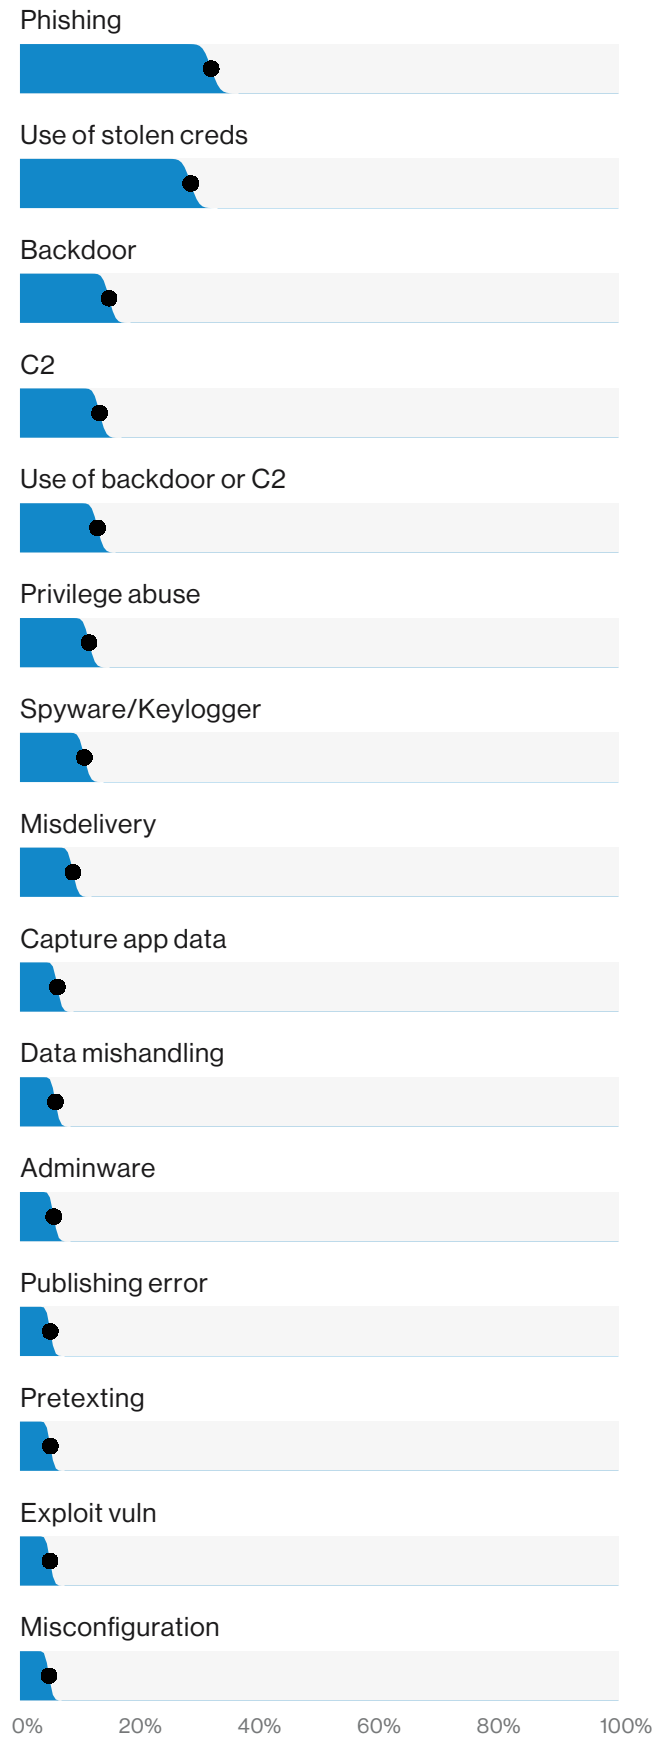 Phishing
Use of stolen creds
Backdoor
C2
Use of backdoor or C2
Privilege abuse
Spyware/Keylogger
Misdelivery
Capture app data
Data mishandling
Adminware
Publishing error
Pretexting
Exploit vuln
Misconfiguration
0% 20% 40% 60% 80% 100%